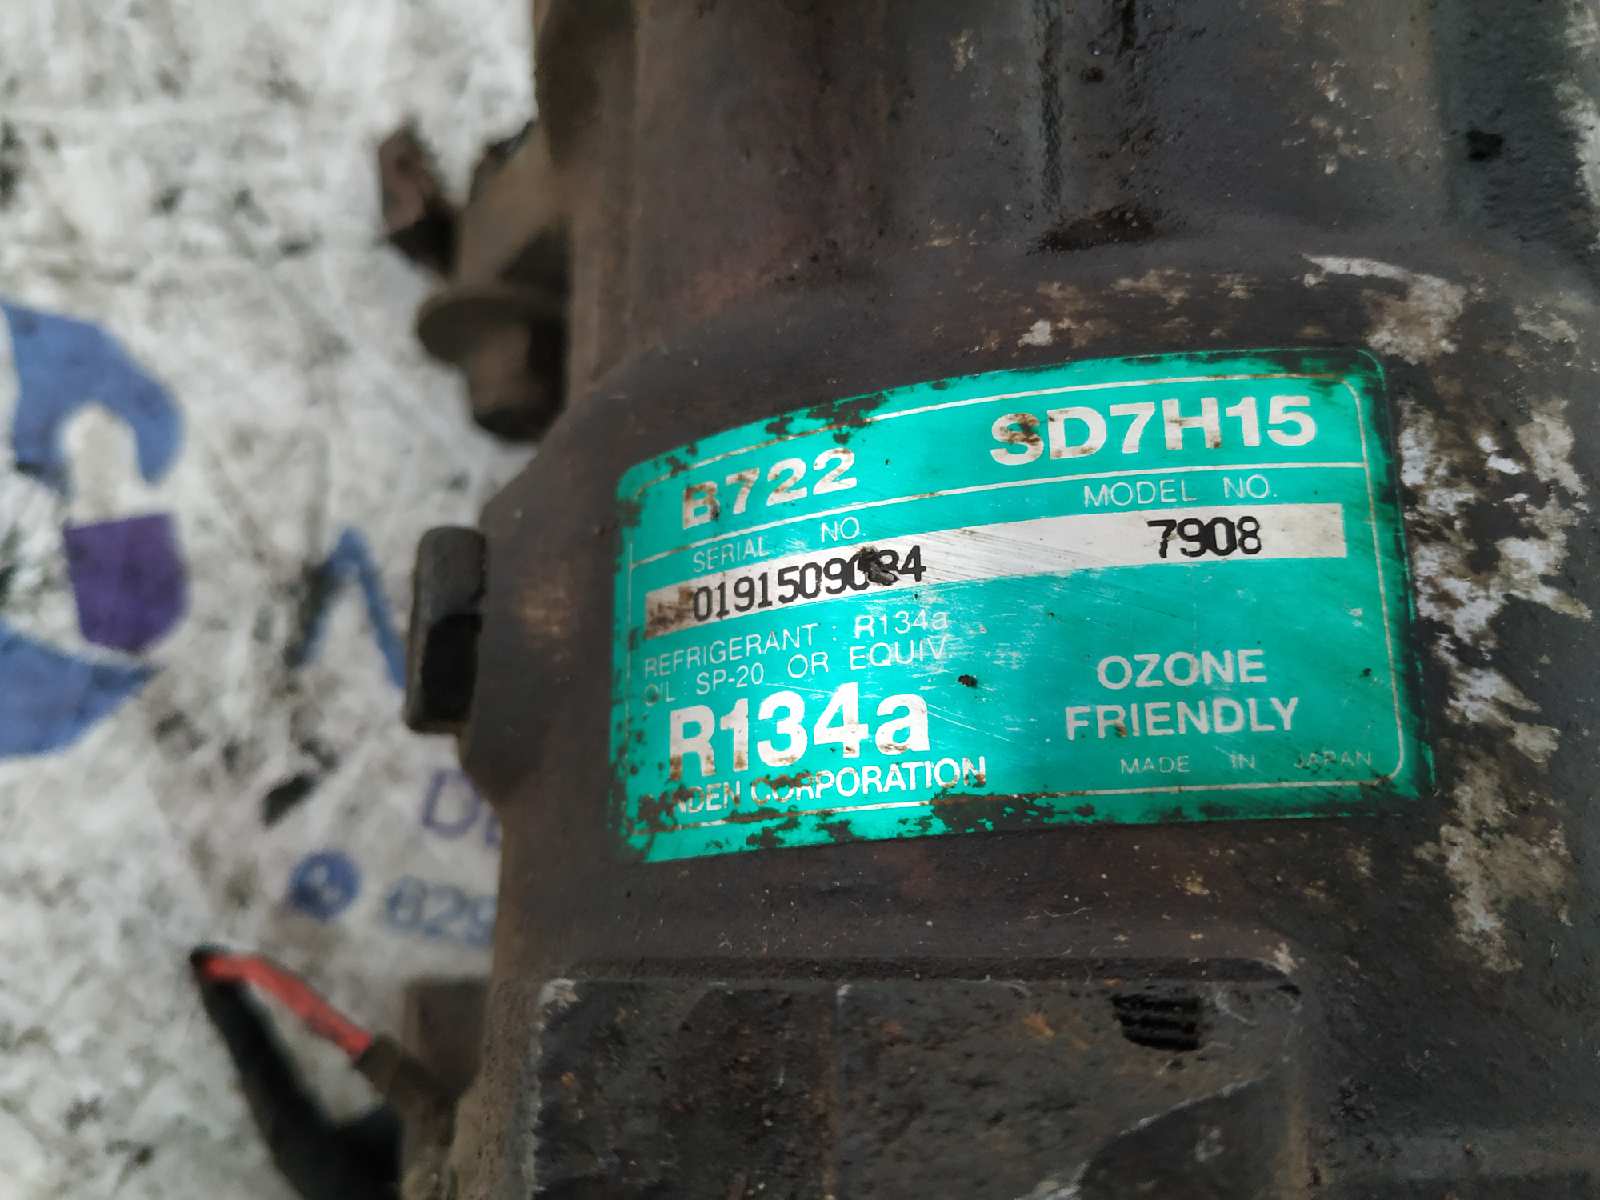 B722 SD7H15
SERIAL NO. MODEL NO.
7908
REFRIGERANT : R134a
OIL SP-20 OR EQUIV.
R134a
OZONE
FRIENDLY
CORPORATION
MADE IN JAPAN